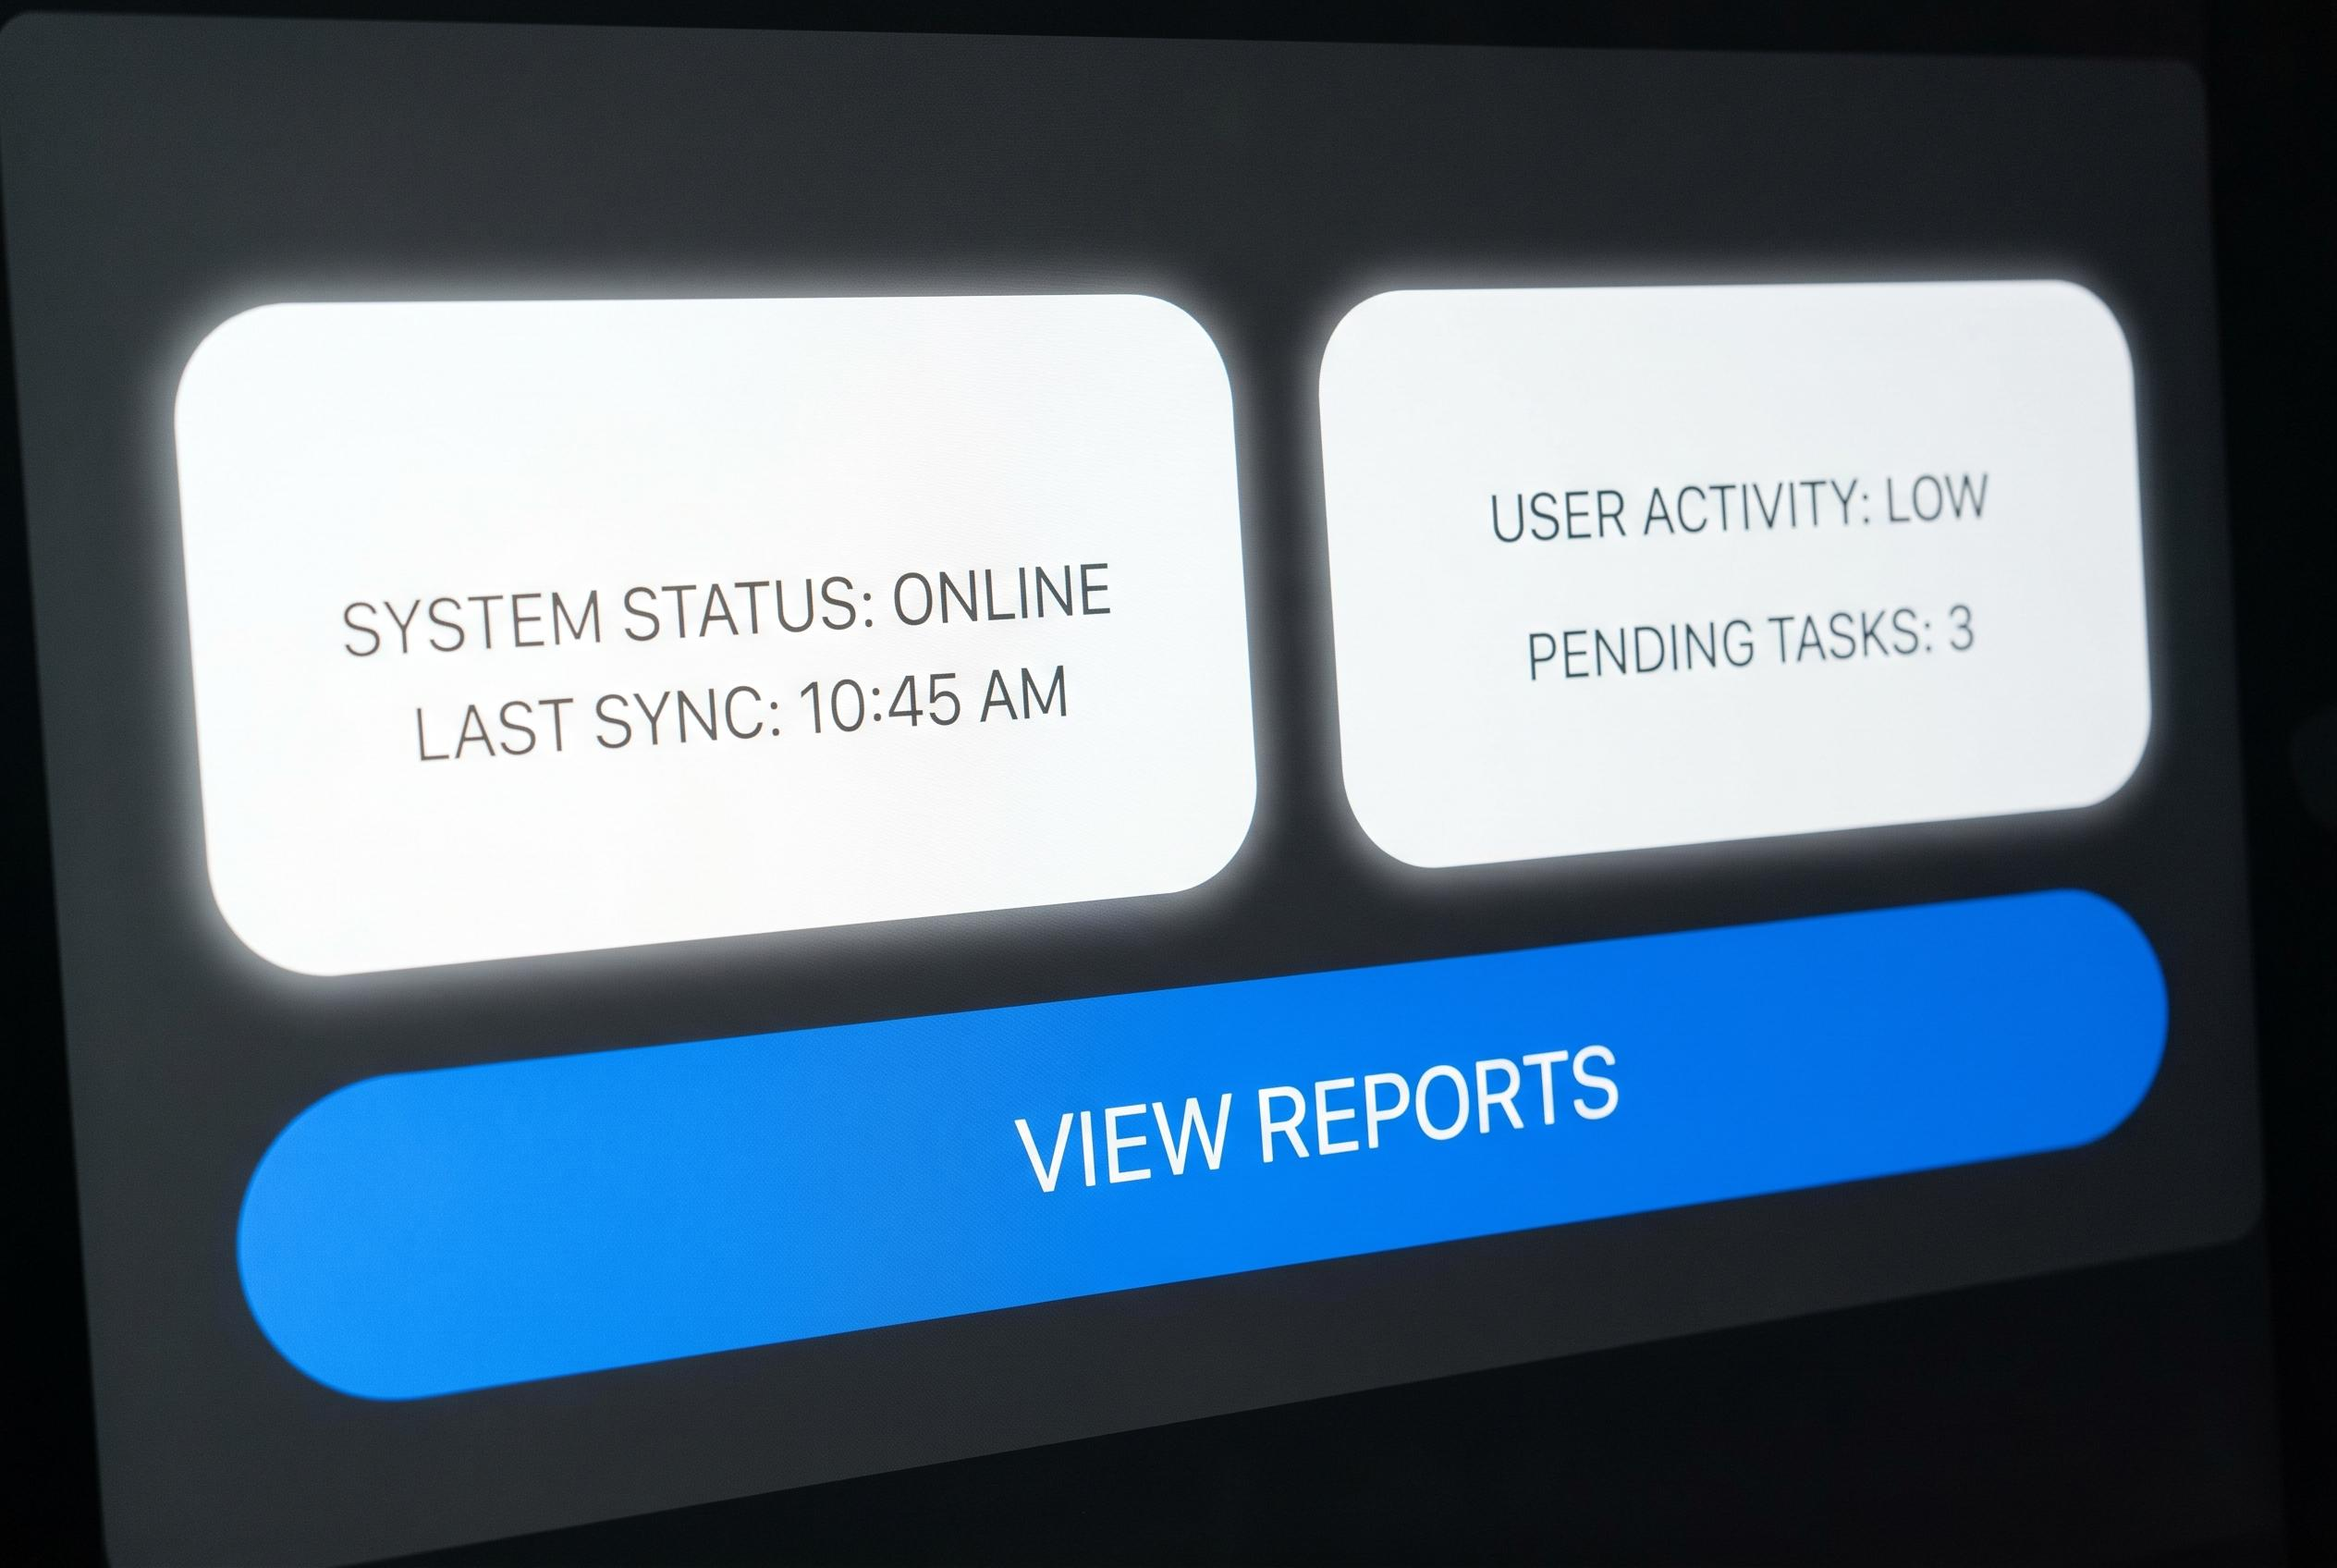 SYSTEM STATUS: ONLINE
LAST SYNC: 10:45 AM
USER ACTIVITY: LOW
PENDING TASKS: 3
VIEW REPORTS